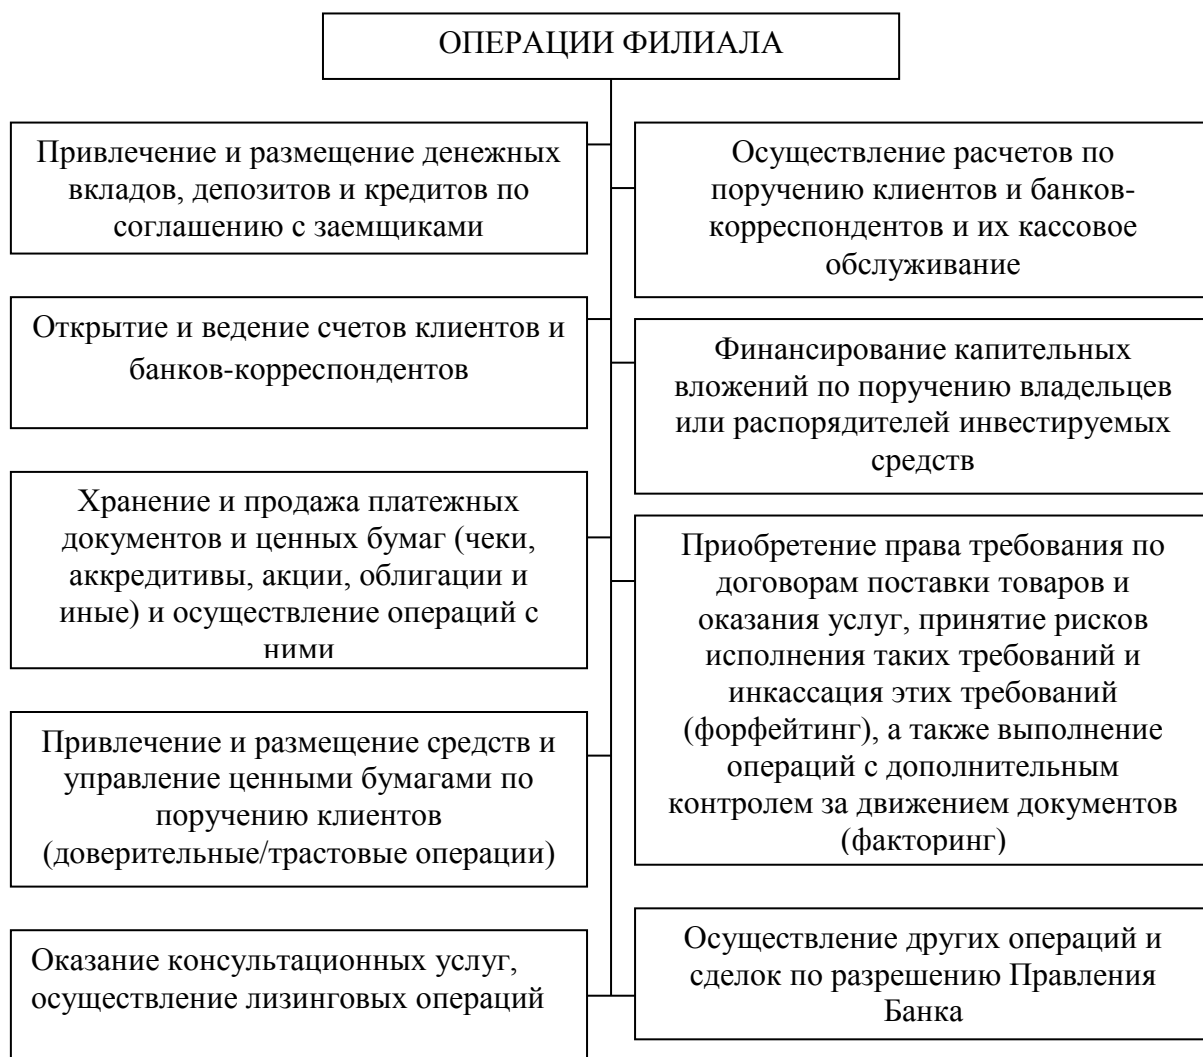 ОПЕРАЦИИ ФИЛИАЛА
Привлечение и размещение денежных
вкладов, депозитов и кредитов по
соглашению с заемщиками
Осуществление расчетов по
поручению клиентов и банков-
корреспондентов и их кассовое
обслуживание
Открытие и ведение счетов клиентов и
банков-корреспондентов
Финансирование капительных
вложений по поручению владельцев
или распорядителей инвестируемых
средств
Хранение и продажа платежных
документов и ценных бумаг (чеки,
аккредитивы, акции, облигации и
иные) и осуществление операций с
ними
Приобретение права требования по
договорам поставки товаров и
оказания услуг, принятие рисков
исполнения таких требований и
инкассация этих требований
(форфейтинг), а также выполнение
операций с дополнительным
контролем за движением документов
(факторинг)
Привлечение и размещение средств и
управление ценными бумагами по
поручению клиентов
(доверительные/трастовые операции)
Оказание консультационных услуг,
осуществление лизинговых операций
Осуществление других операций и
сделок по разрешению Правления
Банка